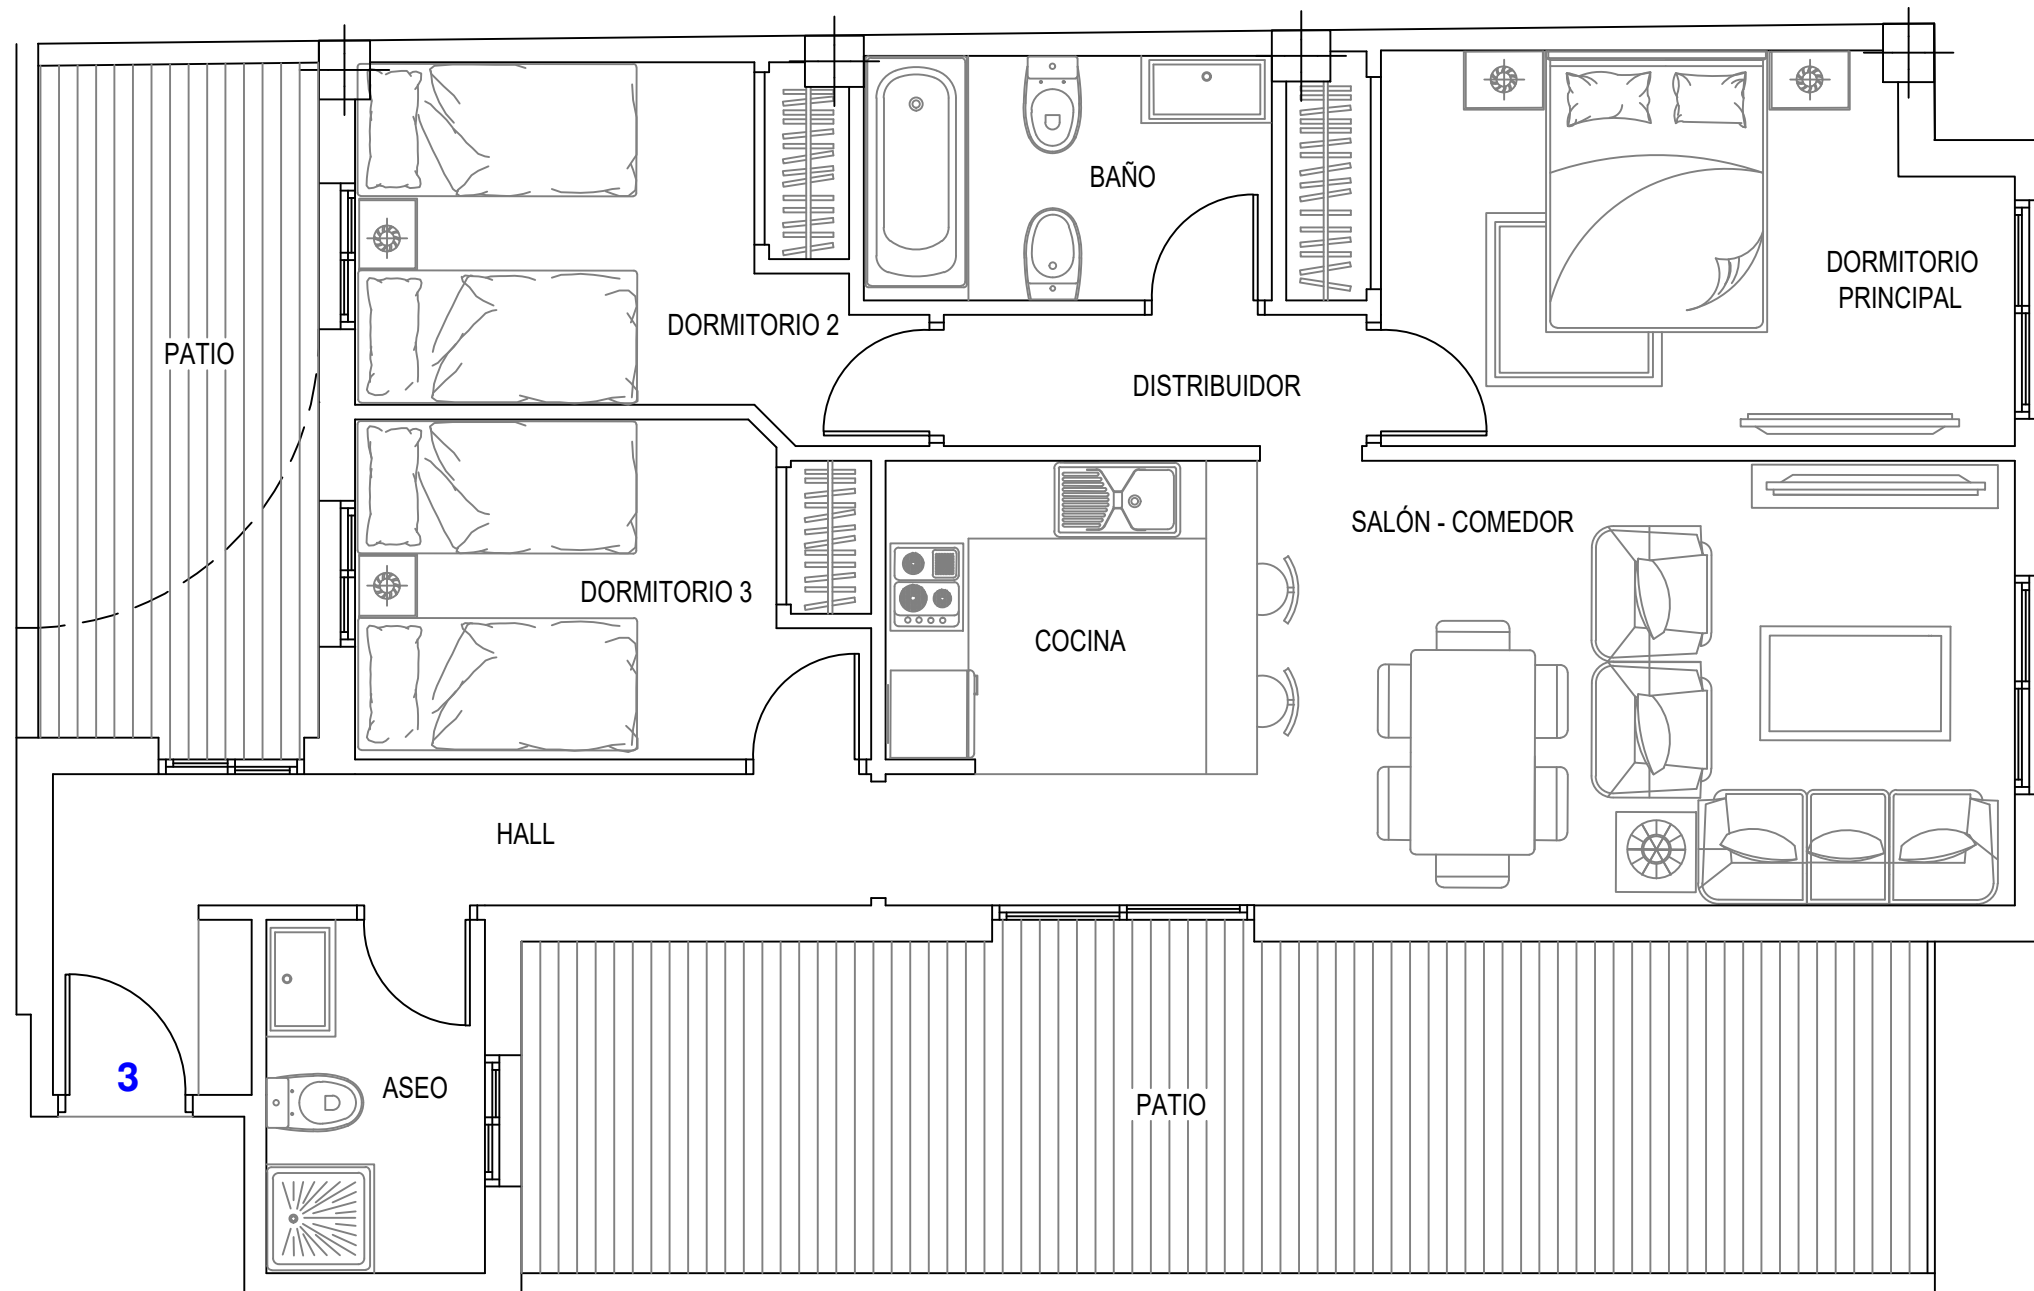 BAÑO
DORMITORIO
PRINCIPAL
DORMITORIO 2
PATIO
DISTRIBUIDOR
SALÓN - COMEDOR
DORMITORIO 3
COCINA
HALL
3
ASEO
PATIO